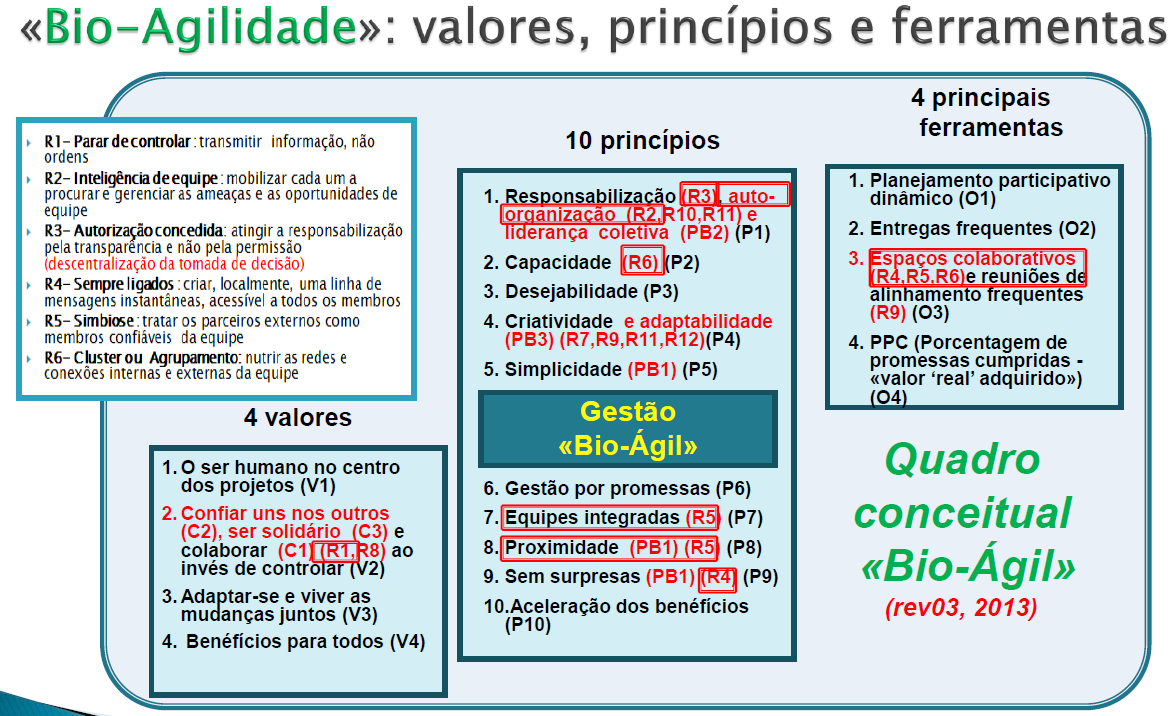 «Bio-Agilidade»: valores, princípios e ferramentas
R1– Parar de controlar : transmitir informação, não
ordens
R2– Inteligência de equipe : mobilizar cada um a
procurar e gerenciar as ameaças e as oportunidades de
equipe
R3– Autorização concedida: atingir a responsabilização
pela transparência e não pela permissão
(descentralização da tomada de decisão)
R4– Sempre ligados : criar, localmente, uma linha de
mensagens instantâneas, acessível a todos os membros
R5– Simbiose : tratar os parceiros externos como
membros confiáveis da equipe
R6– Cluster ou Agrupamento: nutrir as redes e
conexões internas e externas da equipe
4 valores
1. O ser humano no centro
dos projetos (V1)
2. Confiar uns nos outros
(C2), ser solidário (C3) e
colaborar (C1) (R1,R8) ao
invés de controlar (V2)
3. Adaptar-se e viver as
mudanças juntos (V3)
4. Benefícios para todos (V4)
10 princípios
1. Responsabilização (R3), auto-
organização (R2,R10,R11) e
liderança coletiva (PB2) (P1)
2. Capacidade (R6) (P2)
3. Desejabilidade (P3)
4. Criatividade e adaptabilidade
(PB3) (R7,R9,R11,R12)(P4)
5. Simplicidade (PB1) (P5)
Gestão
«Bio-Ágil»
6. Gestão por promessas (P6)
7. Equipes integradas (R5) (P7)
8. Proximidade (PB1) (R5) (P8)
9. Sem surpresas (PB1) (R4) (P9)
10.Aceleração dos benefícios
(P10)
4 principais
ferramentas
1. Planejamento participativo
dinâmico (O1)
2. Entregas frequentes (O2)
3. Espaços colaborativos
(R4,R5,R6)e reuniões de
alinhamento frequentes
(R9) (O3)
4. PPC (Porcentagem de
promessas cumpridas -
«valor ‘real’ adquirido»)
(O4)
Quadro
conceitual
«Bio-Ágil»
(rev03, 2013)